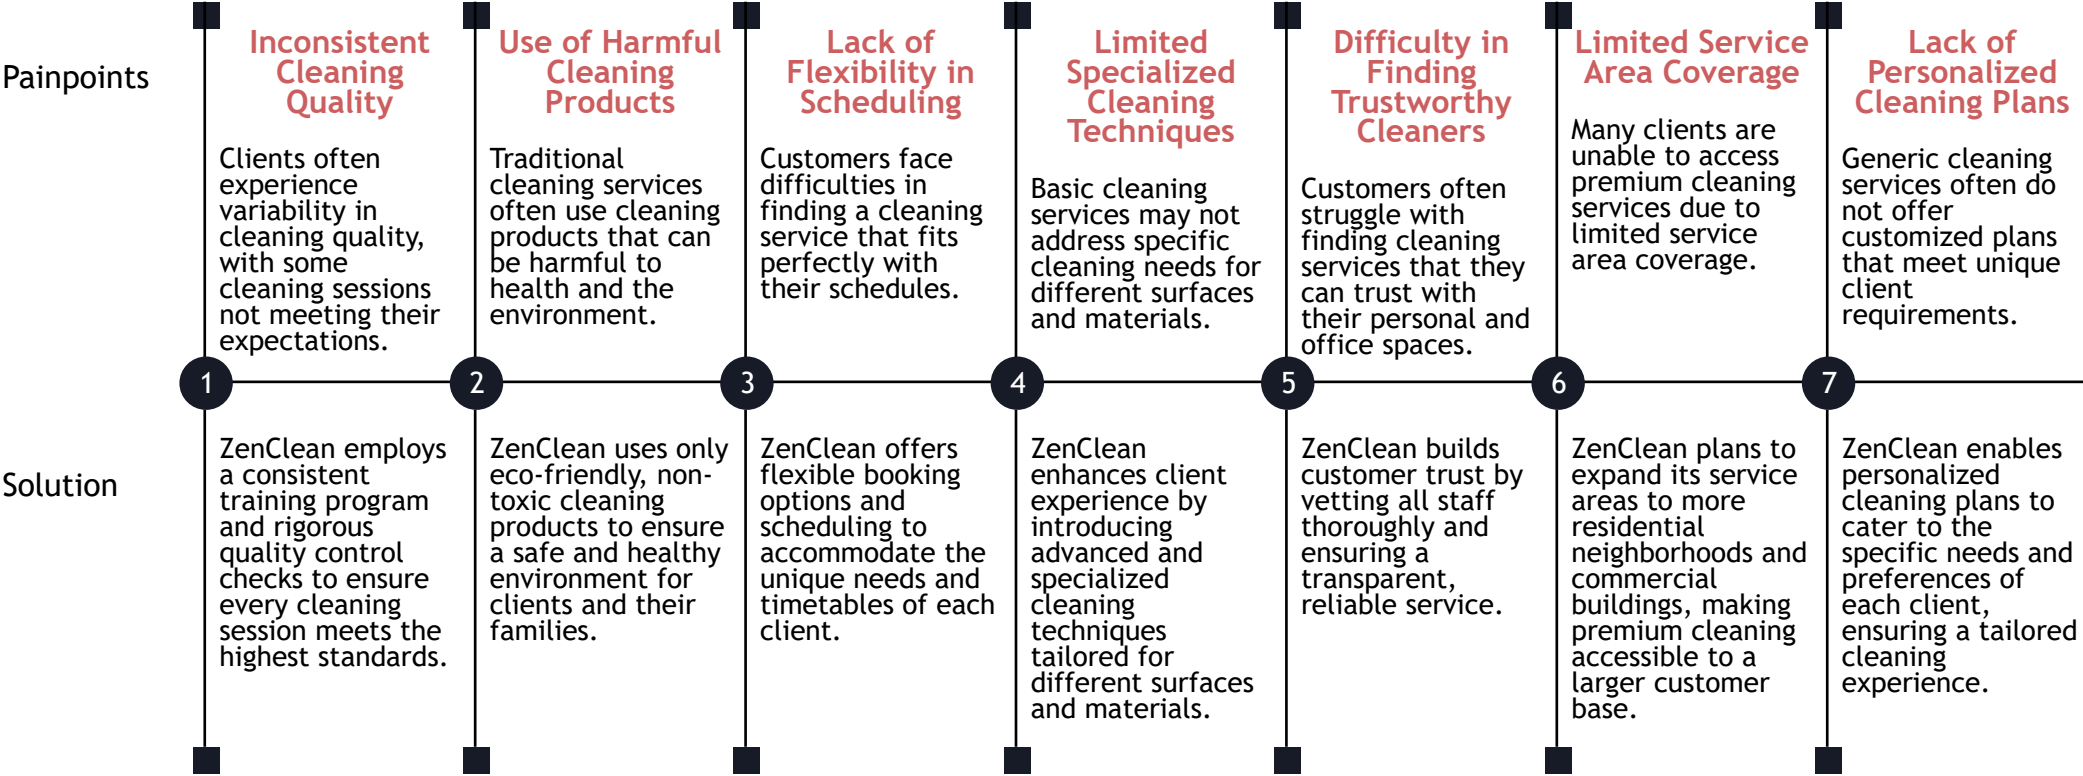 Painpoints
Inconsistent
Cleaning
Quality
Clients often
experience
variability in
cleaning quality,
with some
cleaning sessions
not meeting their
expectations.
Use of Harmful
Cleaning
Products
Traditional
cleaning services
often use cleaning
products that can
be harmful to
health and the
environment.
Lack of
Flexibility in
Scheduling
Customers face
difficulties in
finding a cleaning
service that fits
perfectly with
their schedules.
Limited
Specialized
Cleaning
Techniques
Basic cleaning
services may not
address specific
cleaning needs for
different surfaces
and materials.
Difficulty in
Finding
Trustworthy
Cleaners
Customers often
struggle with
finding cleaning
services that they
can trust with
their personal and
office spaces.
Limited Service
Area Coverage
Many clients are
unable to access
premium cleaning
services due to
limited service
area coverage.
Lack of
Personalized
Cleaning Plans
Generic cleaning
services often do
not offer
customized plans
that meet unique
client
requirements.
1
2
3
4
5
6
7
Solution
ZenClean employs
a consistent
training program
and rigorous
quality control
checks to ensure
every cleaning
session meets the
highest standards.
ZenClean uses only
eco-friendly, non-
toxic cleaning
products to ensure
a safe and healthy
environment for
clients and their
families.
ZenClean offers
flexible booking
options and
scheduling to
accommodate the
unique needs and
timetables of each
client.
ZenClean
enhances client
experience by
introducing
advanced and
specialized
cleaning
techniques
tailored for
different surfaces
and materials.
ZenClean builds
customer trust by
vetting all staff
thoroughly and
ensuring a
transparent,
reliable service.
ZenClean plans to
expand its service
areas to more
residential
neighborhoods and
commercial
buildings, making
premium cleaning
accessible to a
larger customer
base.
ZenClean enables
personalized
cleaning plans to
cater to the
specific needs and
preferences of
each client,
ensuring a tailored
cleaning
experience.